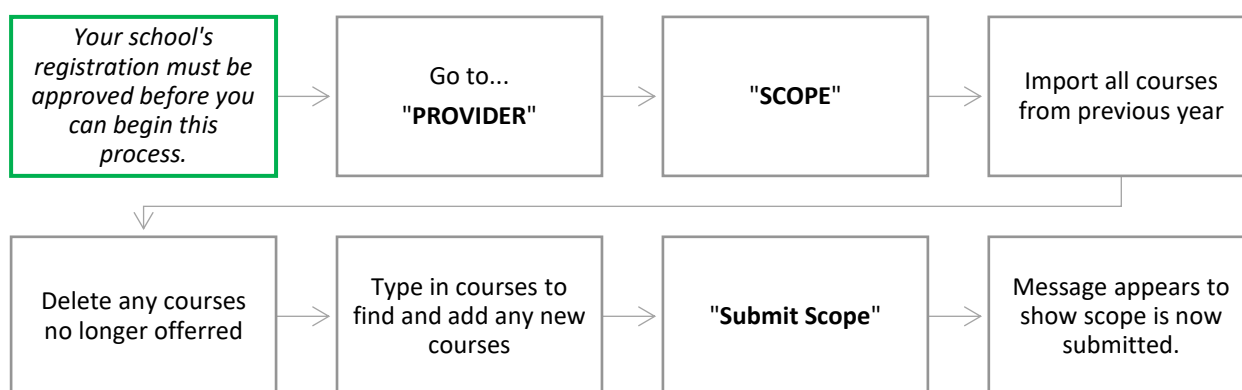 Your school's
registration must be
approved before you
can begin this
process.
Go to...
"PROVIDER"
"SCOPE"
Import all courses
from previous year
Delete any courses
no longer offerred
Type in courses to
find and add any new
courses
"Submit Scope"
Message appears to
show scope is now
submitted.